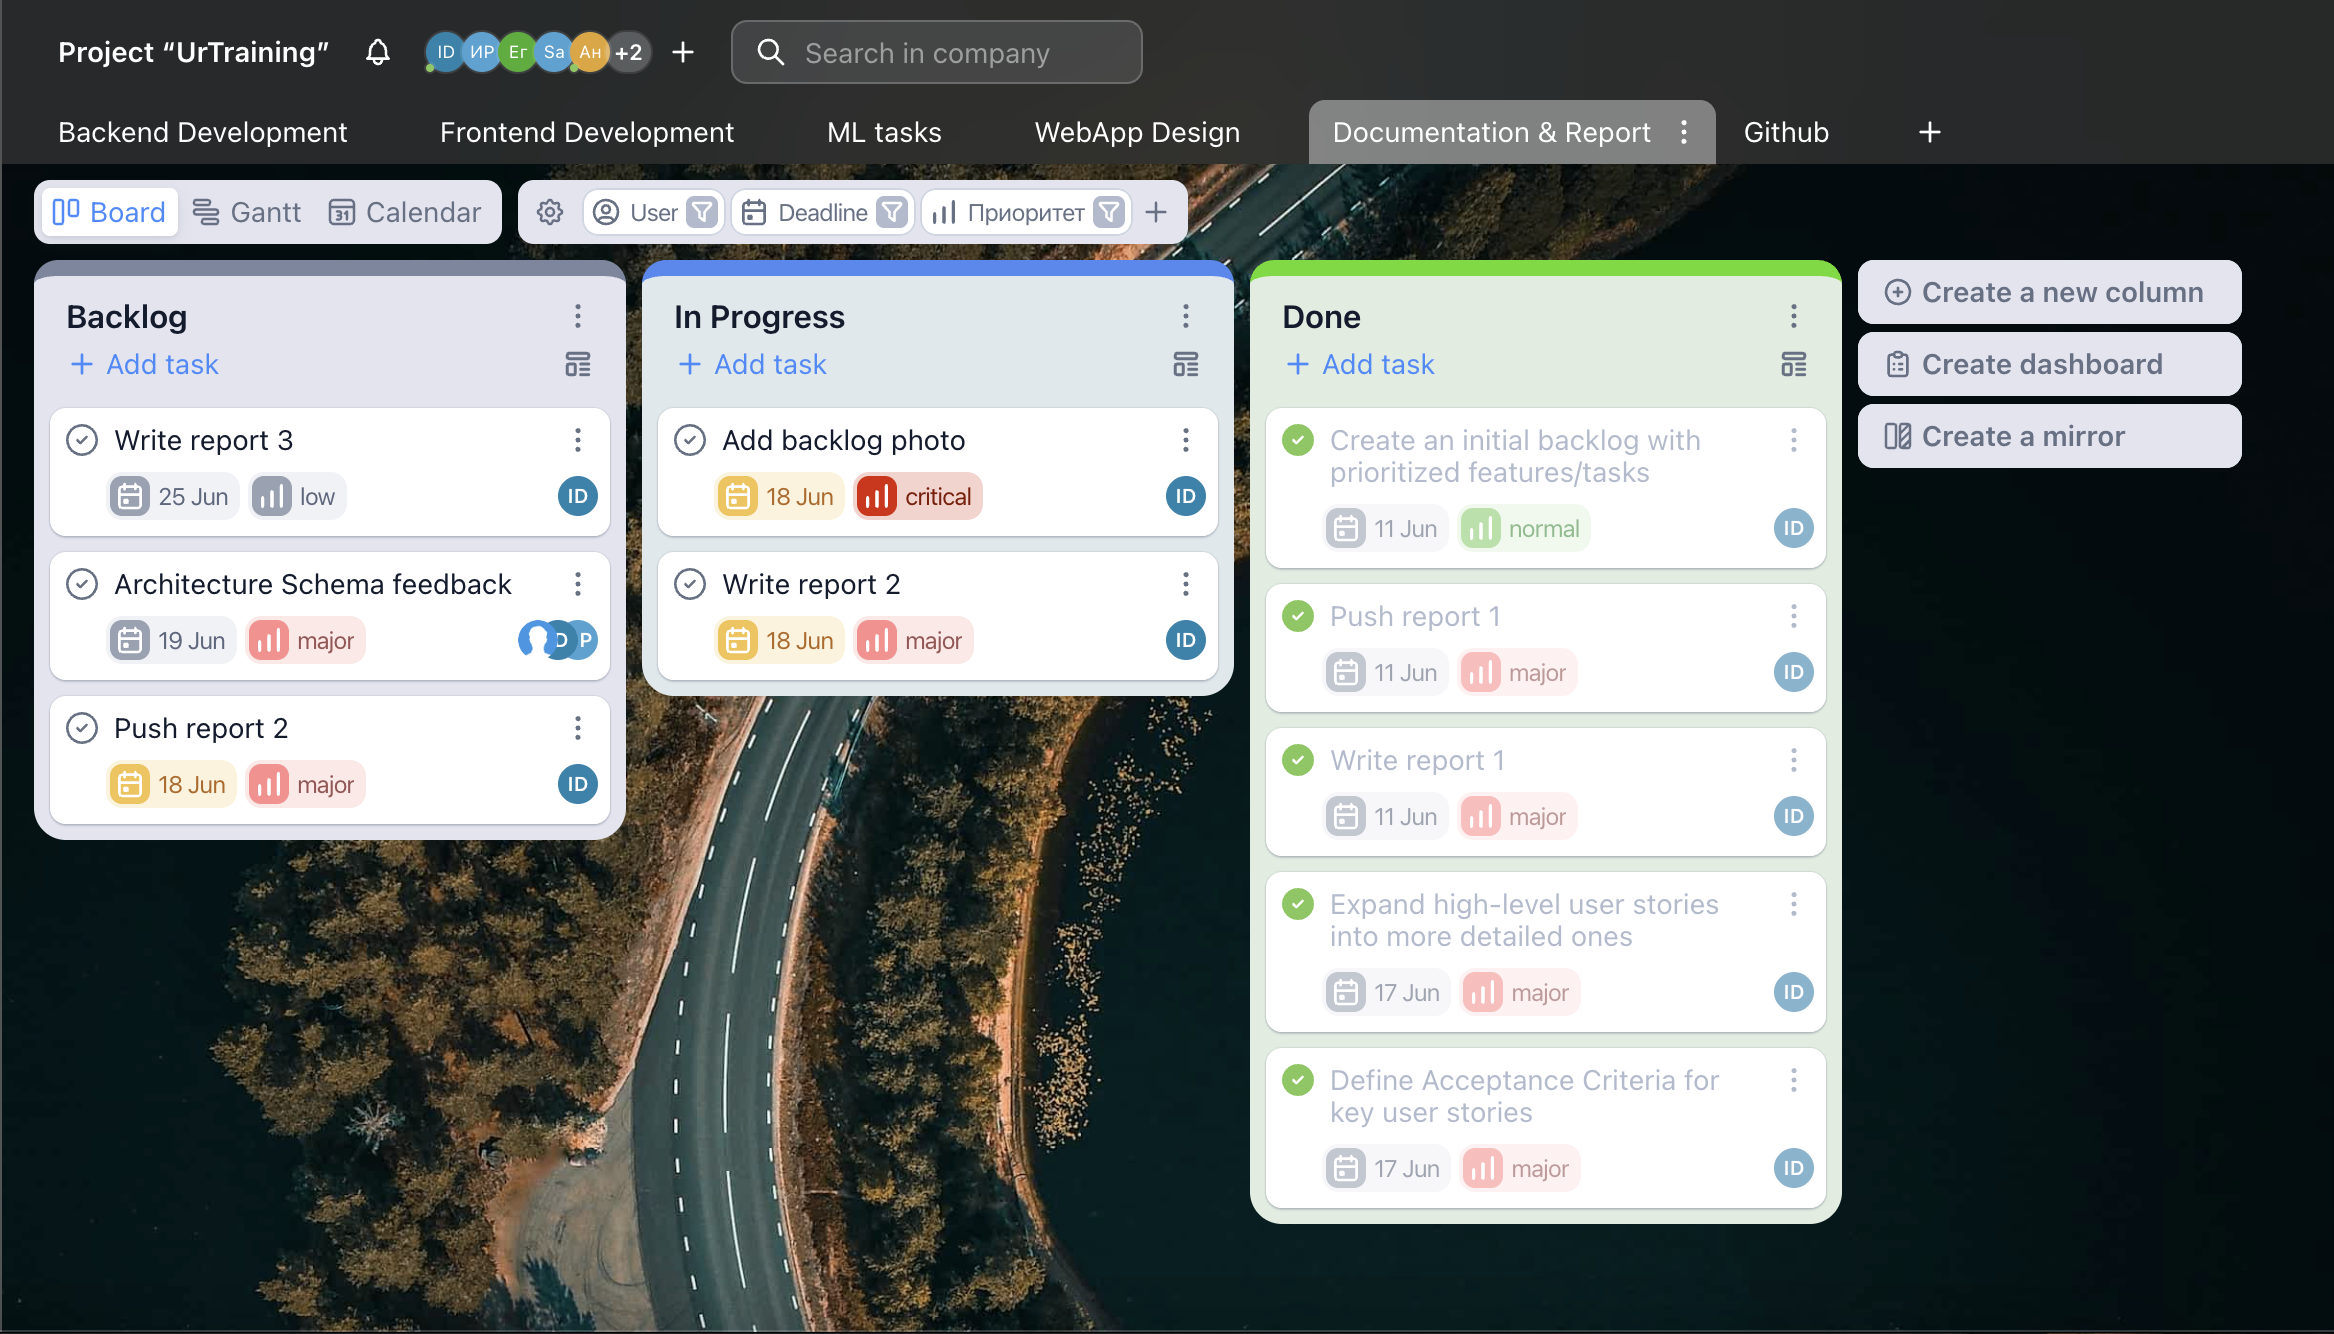 Project “UrTraining”
ID ИР Ег Sa Ан +2
Search in company
Backend Development
Frontend Development
ML tasks
WebApp Design
Documentation & Report
Github
Board
Gantt
31 Calendar
User
Deadline
Приоритет
Backlog
Add task
Write report 3
25 Jun low ID
Architecture Schema feedback
19 Jun major D P
Push report 2
18 Jun major ID
In Progress
Add task
Add backlog photo
18 Jun critical ID
Write report 2
18 Jun major ID
Done
Add task
Create an initial backlog with
prioritized features/tasks
11 Jun normal ID
Push report 1
11 Jun major ID
Write report 1
11 Jun major ID
Expand high-level user stories
into more detailed ones
17 Jun major ID
Define Acceptance Criteria for
key user stories
17 Jun major ID
Create a new column
Create dashboard
Create a mirror